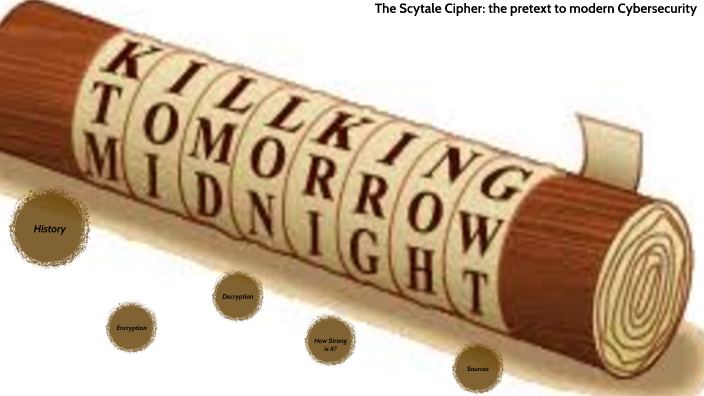 The Scytale Cipher: the pretext to modern Cybersecurity
KILLKING
TOMORROW
MIDNIGHT
History
Decryption
Encryption
How Strong
is it?
Sources